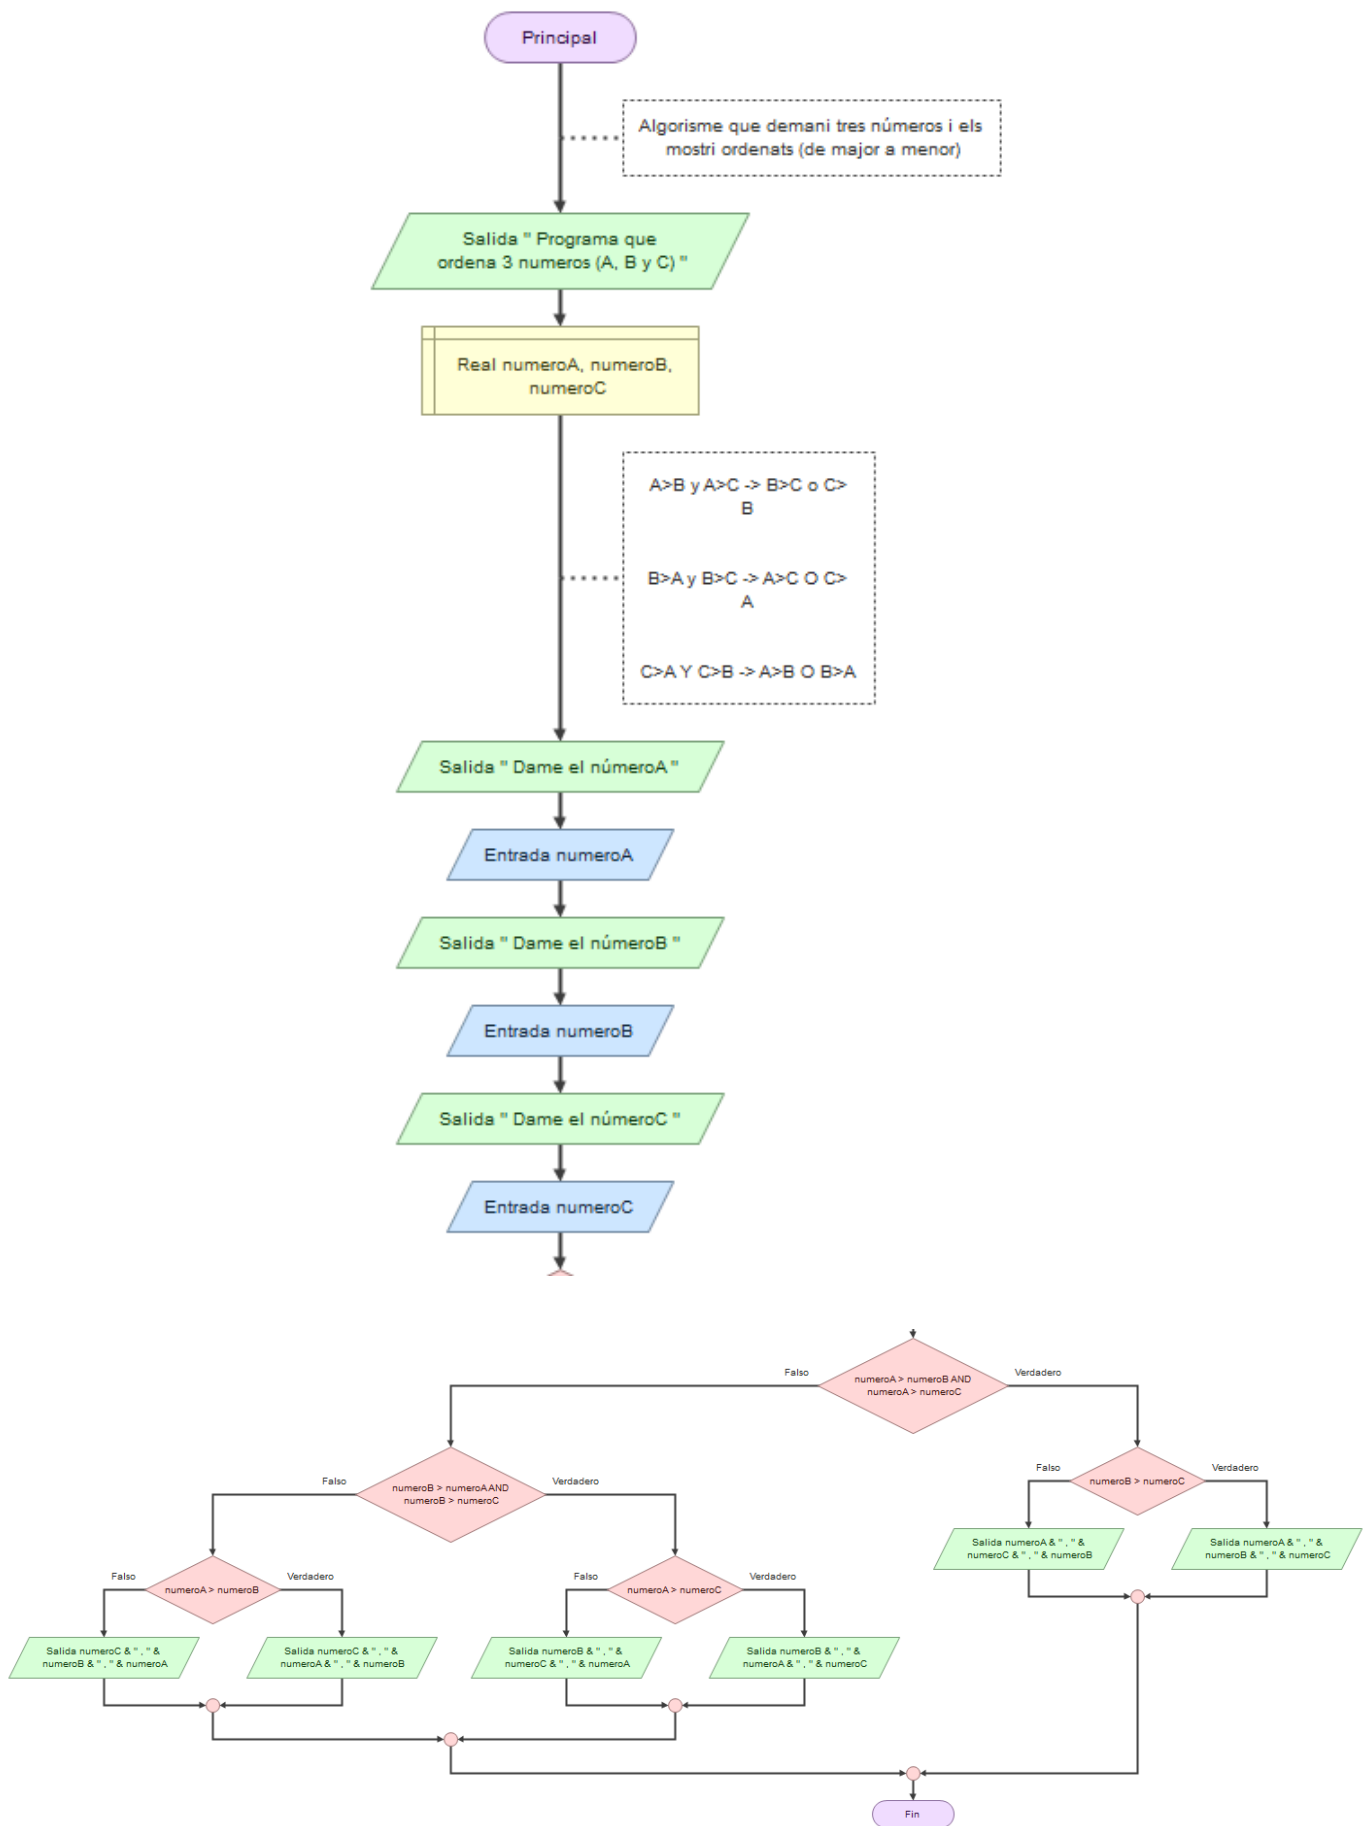 Principal
Algorisme que demani tres números i els
mostri ordenats (de major a menor)
Salida " Programa que
ordena 3 numeros (A, B y C) "
Real numeroA, numeroB,
numeroC
A>B y A>C -> B>C o C>
B
B>A y B>C -> A>C O C>
A
C>A Y C>B -> A>B O B>A
Salida " Dame el númeroA "
Entrada numeroA
Salida " Dame el númeroB "
Entrada numeroB
Salida " Dame el númeroC "
Entrada numeroC
Falso
numeroA > numeroB AND
numeroA > numeroC
Verdadero
Falso
numeroB > numeroA AND
numeroB > numeroC
Verdadero
Falso
numeroB > numeroC
Verdadero
Salida numeroA & " , " &
numeroC & " , " & numeroB
Salida numeroA & " , " &
numeroB & " , " & numeroC
Falso
numeroA > numeroB
Verdadero
Falso
numeroA > numeroC
Verdadero
Salida numeroC & " , " &
numeroB & " , " & numeroA
Salida numeroC & " , " &
numeroA & " , " & numeroB
Salida numeroB & " , " &
numeroC & " , " & numeroA
Salida numeroB & " , " &
numeroA & " , " & numeroC
Fin